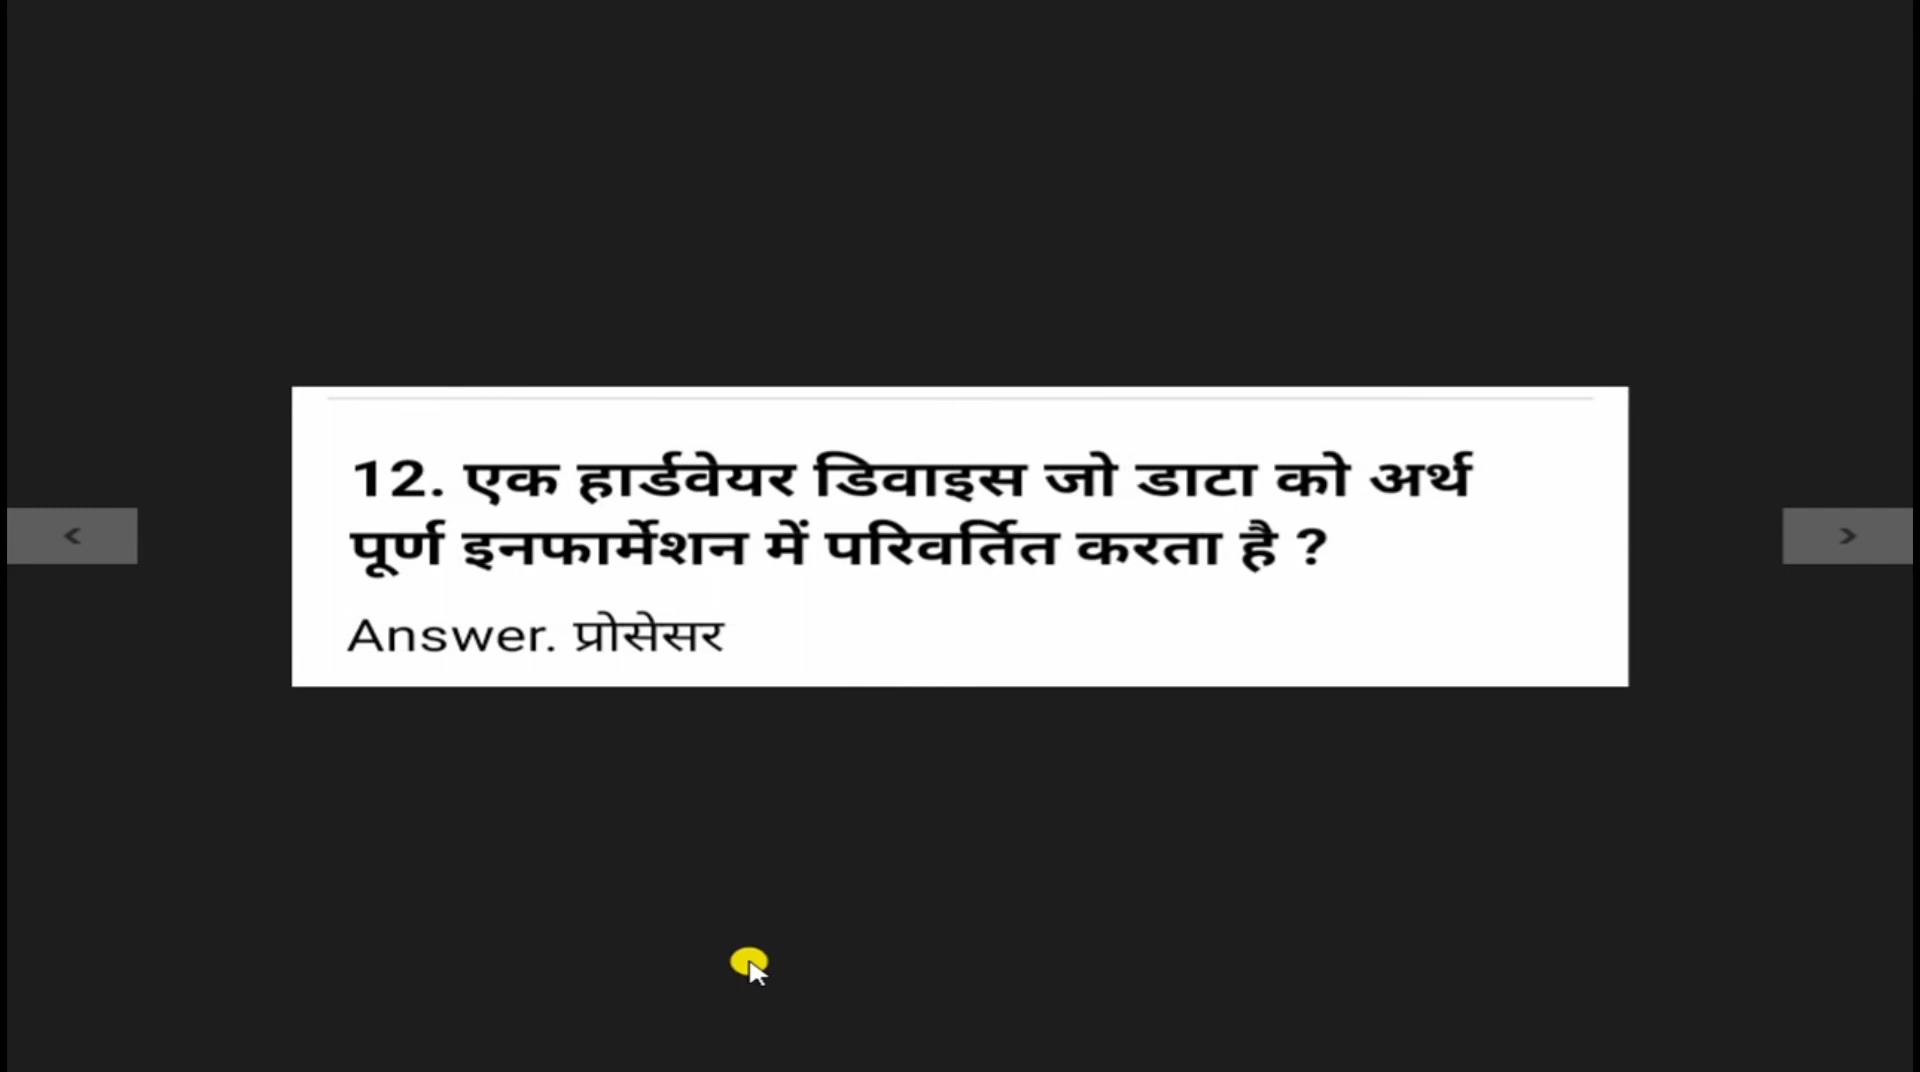 12. एक हार्डवेयर डिवाइस जो डाटा को अर्थ
पूर्ण इनफार्मेशन में परिवर्तित करता है ?
Answer. प्रोसेसर